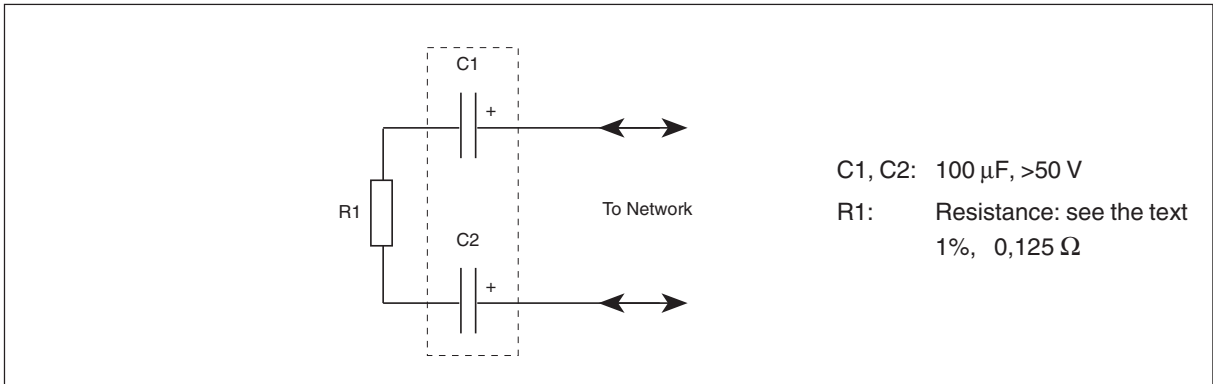 C1
+
R1
To Network
C2
+
C1, C2: 100 μF, >50 V
R1: Resistance: see the text
1%, 0,125 Ω